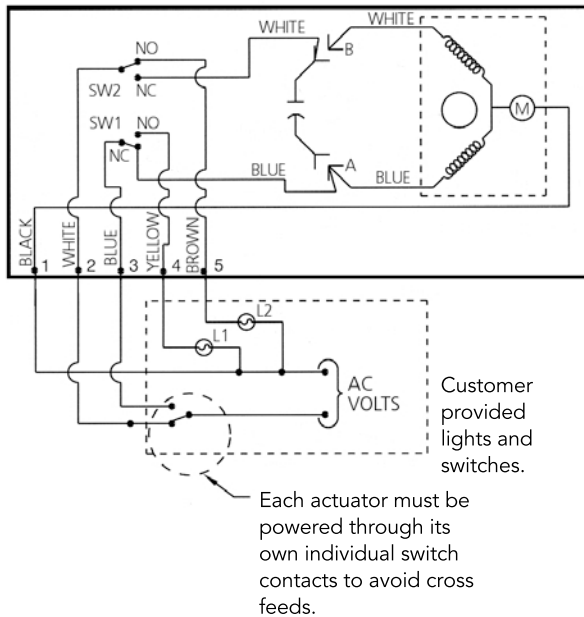 WHITE
WHITE
NO
B
SW2
NC
SW1
NO
NC
M
A
BLUE
BLUE
BLACK
WHITE
BLUE
YELLOW
BROWN
1
2
3
4
5
L2
L1
AC
VOLTS
Customer
provided
lights and
switches.
Each actuator must be
powered through its
own individual switch
contacts to avoid cross
feeds.